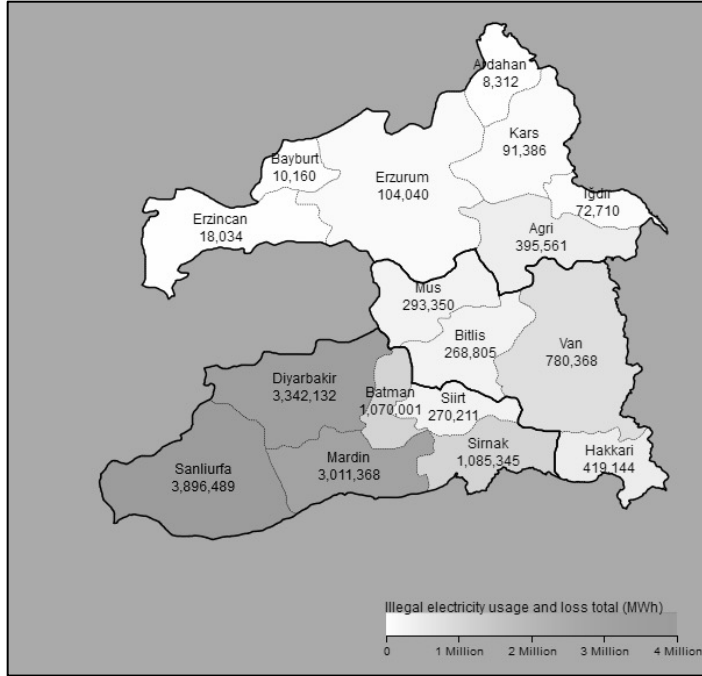 Ardahan
8,312
Kars
91,386
Bayburt
10,160
Erzurum
104,040
Iğdir
72,710
Erzincan
18,034
Agri
395,561
Mus
293,350
Bitlis
268,805
Van
780,368
Diyarbakir
3,342,132
Batman
1,070,001
Siirt
270,211
Sirnak
1,085,345
Hakkari
419,144
Mardin
3,011,368
Sanliurfa
3,896,489
Illegal electricity usage and loss total (MWh)
0 1 Million 2 Million 3 Million 4 Million